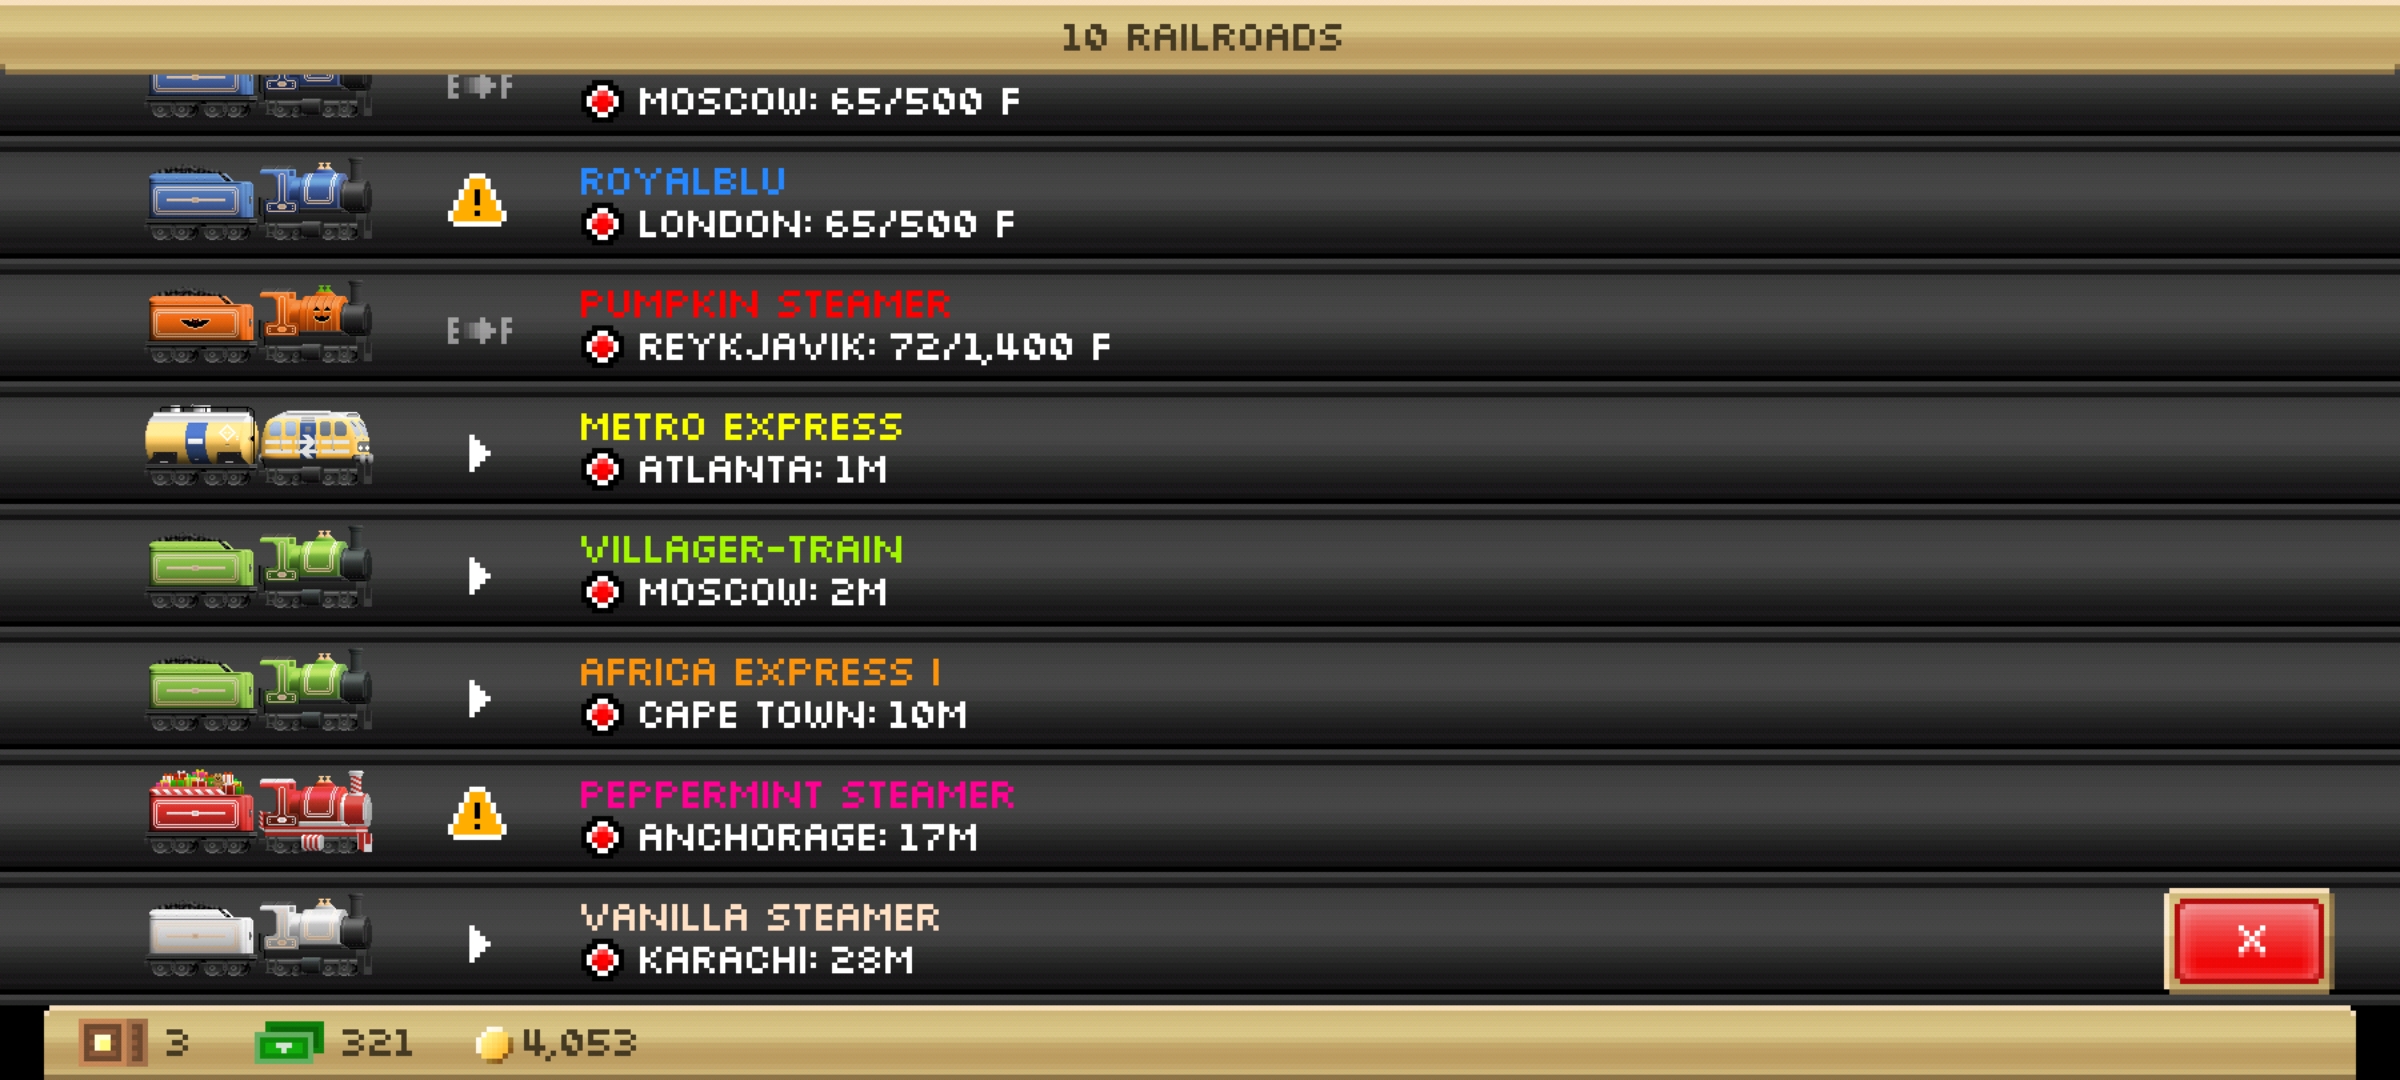 10 RAILROADS
E F
MOSCOW: 65/500 F
ROYALBLU
LONDON: 65/500 F
PUMPKIN STEAMER
E F
REYKJAVIK: 72/1,400 F
METRO EXPRESS
ATLANTA: 1M
VILLAGER-TRAIN
MOSCOW: 2M
AFRICA EXPRESS I
CAPE TOWN: 10M
PEPPERMINT STEAMER
ANCHORAGE: 17M
VANILLA STEAMER
KARACHI: 28M
X
3 321 4,053